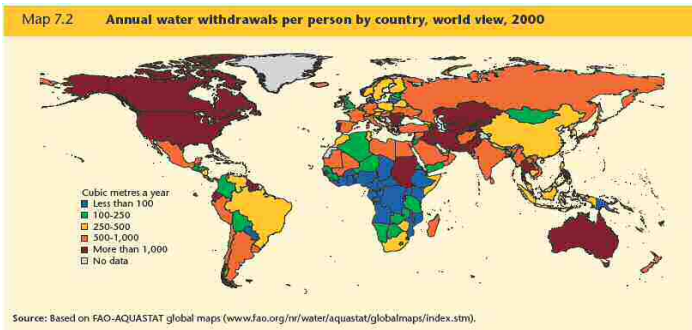 Map 7.2 Annual water withdrawals per person by country, world view, 2000
Cubic metres a year
Less than 100
100-250
250-500
500-1,000
More than 1,000
No data
Source: Based on FAO-AQUASTAT global maps (www.fao.org/nr/water/aquastat/globalmaps/index.stm).